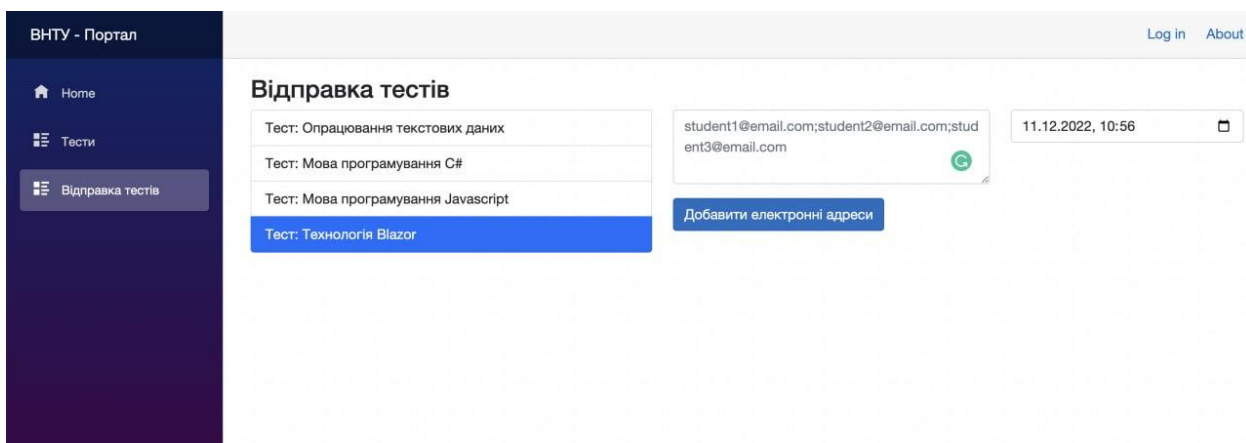 ВНТУ - Портал
Log in About
Home
Тести
Відправка тестів
Відправка тестів
Тест: Опрацювання текстових даних
Тест: Мова програмування C#
Тест: Мова програмування Javascript
Тест: Технологія Blazor
student1@email.com;student2@email.com;stud
ent3@email.com
Добавити електронні адреси
11.12.2022, 10:56